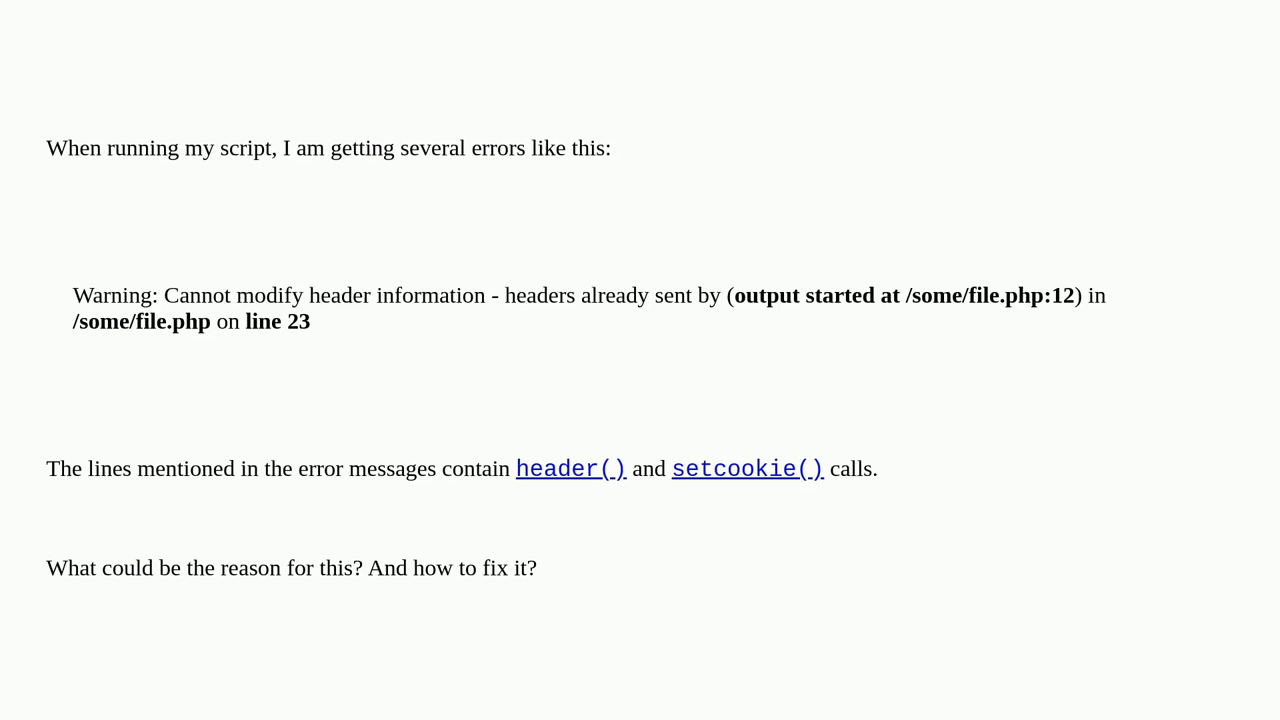 When running my script, I am getting several errors like this:
Warning: Cannot modify header information - headers already sent by (output started at /some/file.php:12) in
/some/file.php on line 23
The lines mentioned in the error messages contain header() and setcookie() calls.
What could be the reason for this? And how to fix it?